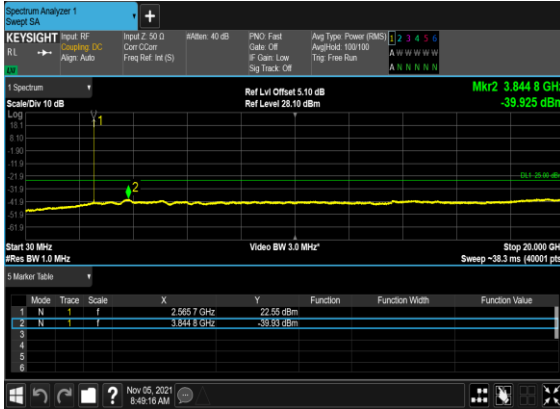 Spectrum Analyzer 1
Swept SA
+
KEYSIGHT Input: RF Input Z: 50 Ω #Atten: 40 dB PNO: Fast Avg Type: Power (RMS) 1 2 3 4 5 6
RL Coupling: DC Corr CCorr Gate: Off Avg|Hold: 100/100 A W W W W W
Align: Auto Freq Ref: Int (S) IF Gain: Low Trig: Free Run
Sig Track: Off A N N N N N
1 Spectrum Ref Lvl Offset 5.10 dB Mkr2 3.844 8 GHz
Scale/Div 10 dB Ref Level 28.10 dBm -39.925 dBm
Log
18.1
8.10
-1.90
-11.9
-21.9
DL1 -25.00 dBm
-31.9
-41.9
-51.9
-61.9
1
2
Start 30 MHz Video BW 3.0 MHz* Stop 20.000 GHz
#Res BW 1.0 MHz Sweep ~38.3 ms (40001 pts)
5 Marker Table
Mode Trace Scale X Y Function Function Width Function Value
1 N 1 f 2.565 7 GHz 22.55 dBm
2 N 1 f 3.844 8 GHz -39.93 dBm
3
4
5
6
? Nov 05, 2021
8:49:16 AM